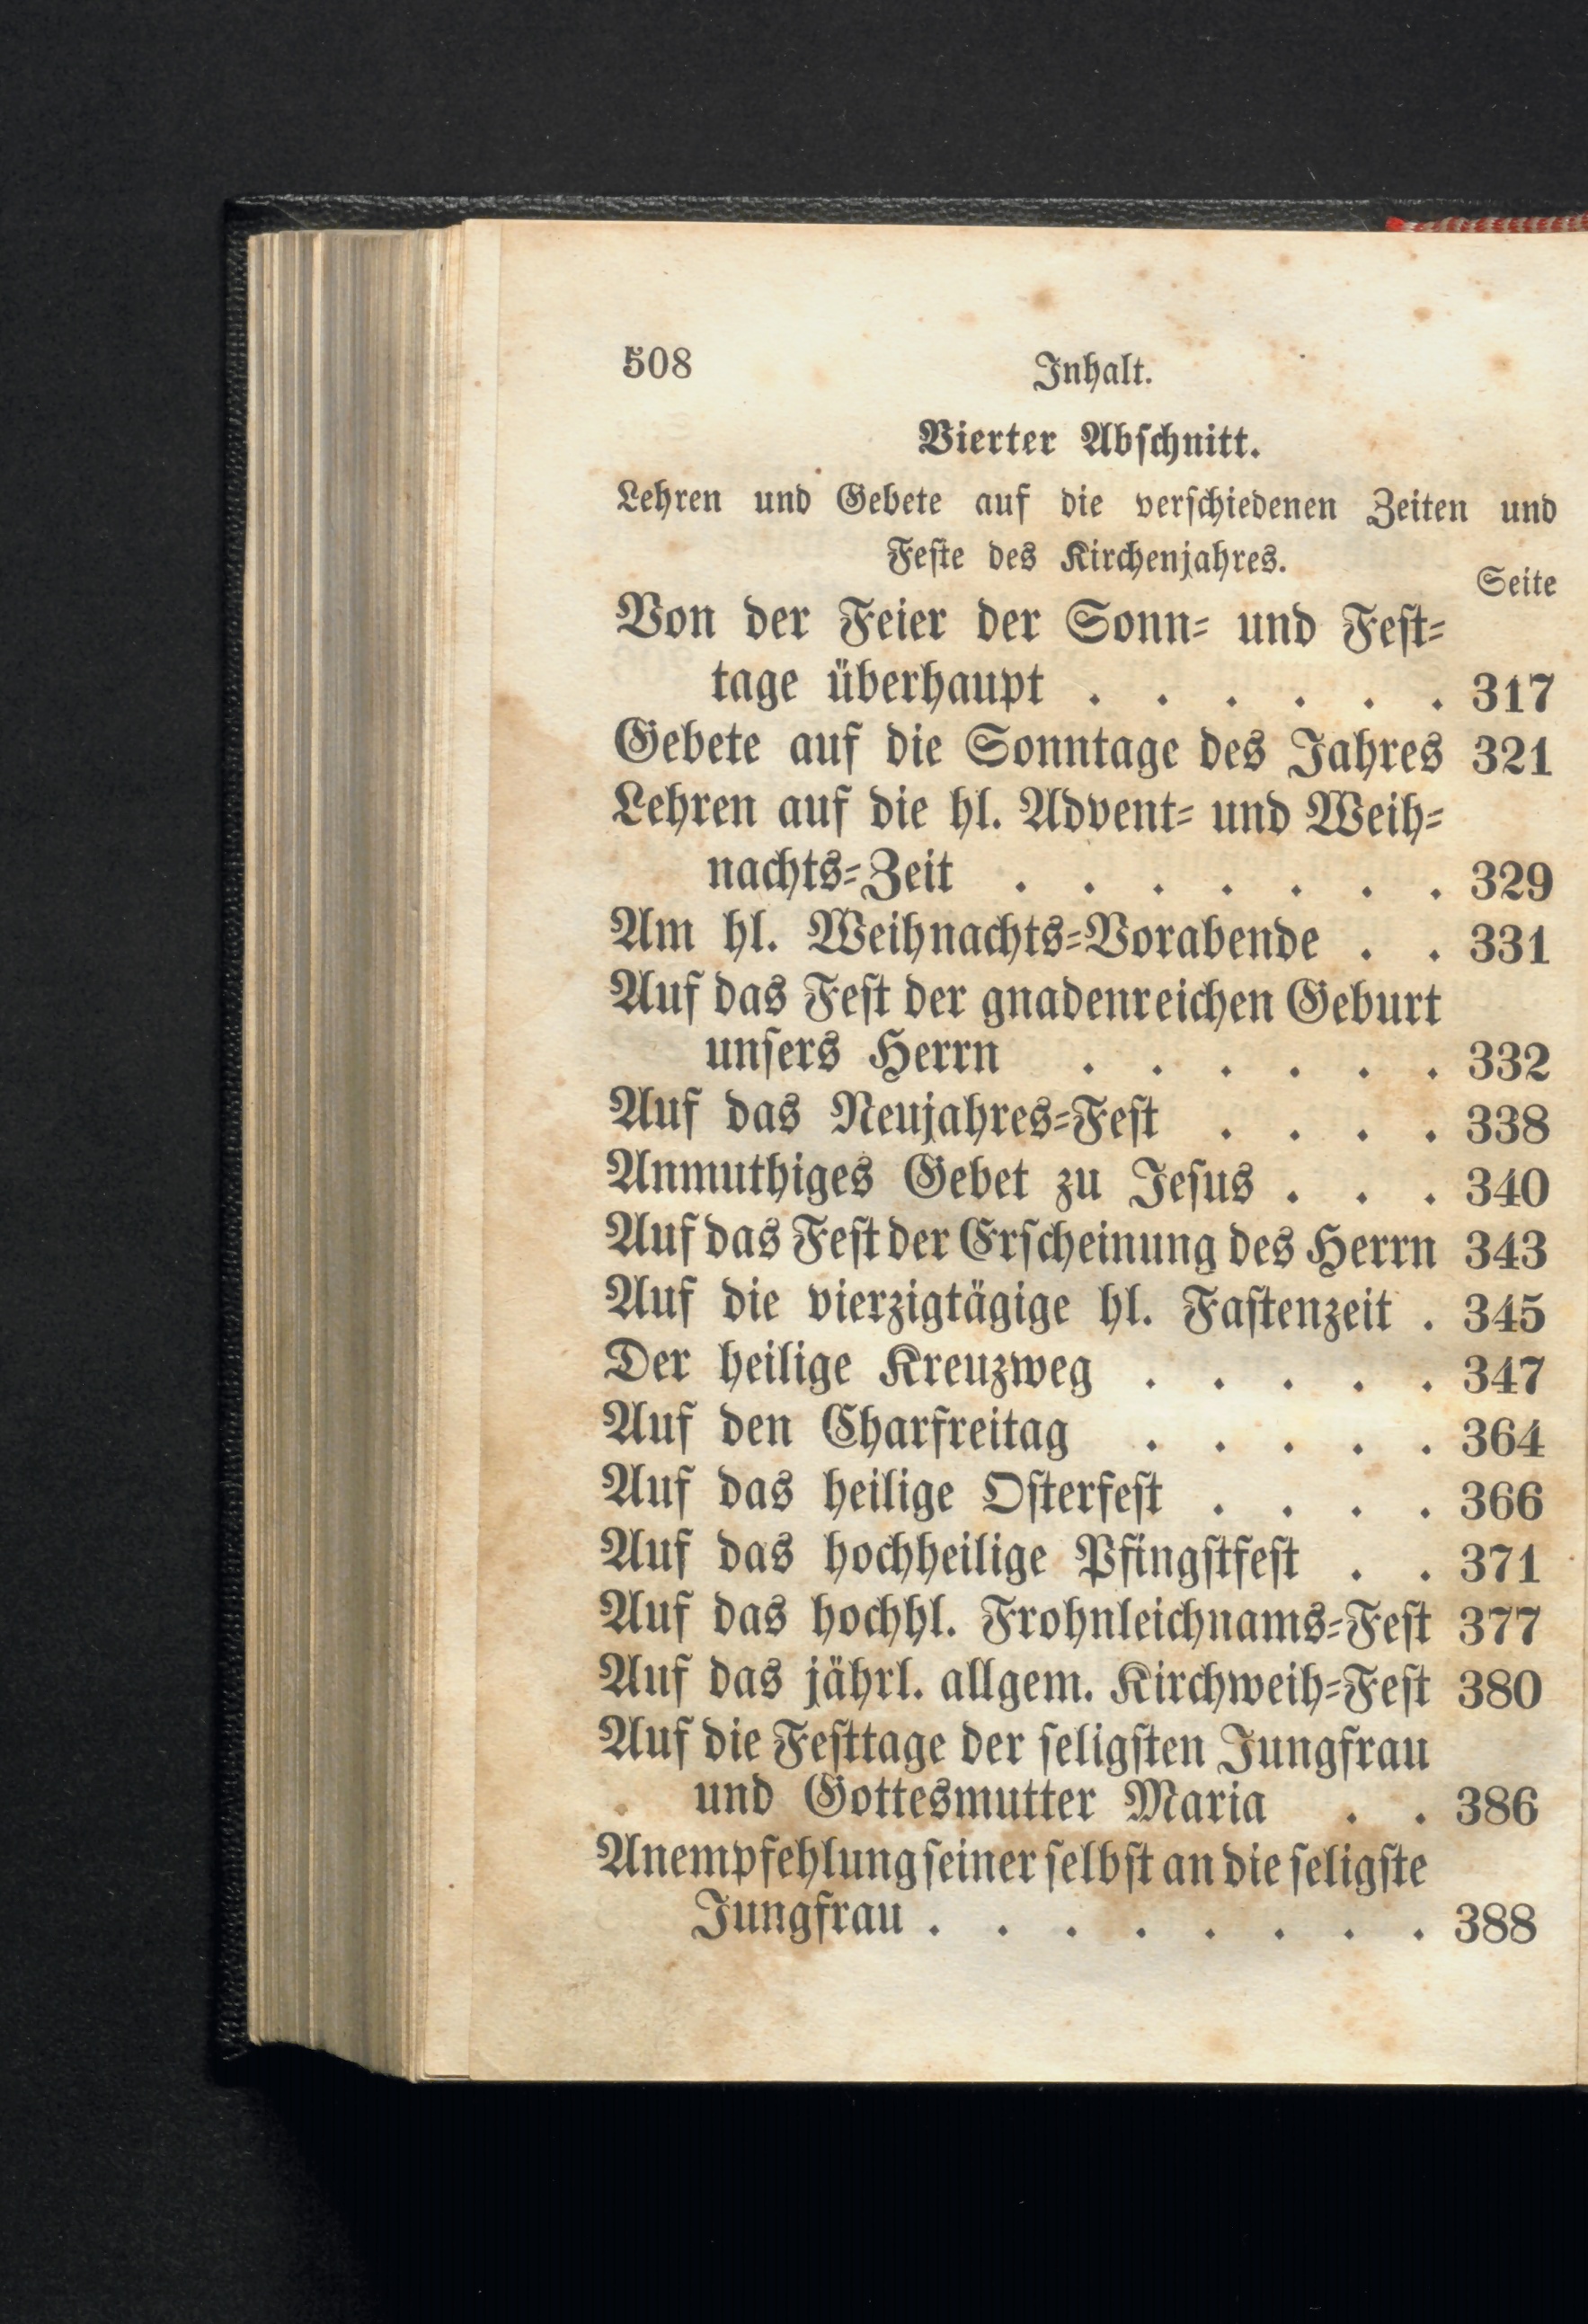 508
Inhalt.
Vierter Abſchnitt.
Lehren und Gebete auf die verſchiedenen Zeiten und
Feſte des Kirchenjahres.
Seite
Von der Feier der Sonn- und Feſt-
tage überhaupt . . . . . . 317
Gebete auf die Sonntage des Jahres 321
Lehren auf die hl. Advent- und Weih-
nachts-Zeit . . . . . . . 329
Am hl. Weihnachts-Vorabende . . 331
Auf das Feſt der gnadenreichen Geburt
unſers Herrn . . . . . . 332
Auf das Neujahres-Feſt . . . . 338
Anmuthiges Gebet zu Jeſus . . . 340
Auf das Feſt der Erſcheinung des Herrn 343
Auf die vierzigtägige hl. Faſtenzeit . 345
Der heilige Kreuzweg . . . . . 347
Auf den Charfreitag . . . . . 364
Auf das heilige Oſterfeſt . . . . 366
Auf das hochheilige Pfingſtfeſt . . 371
Auf das hochhl. Frohnleichnams-Feſt 377
Auf das jährl. allgem. Kirchweih-Feſt 380
Auf die Feſttage der ſeligſten Jungfrau
und Gottesmutter Maria . . 386
Anempfehlung ſeiner ſelbſt an die ſeligſte
Jungfrau . . . . . . . . 388